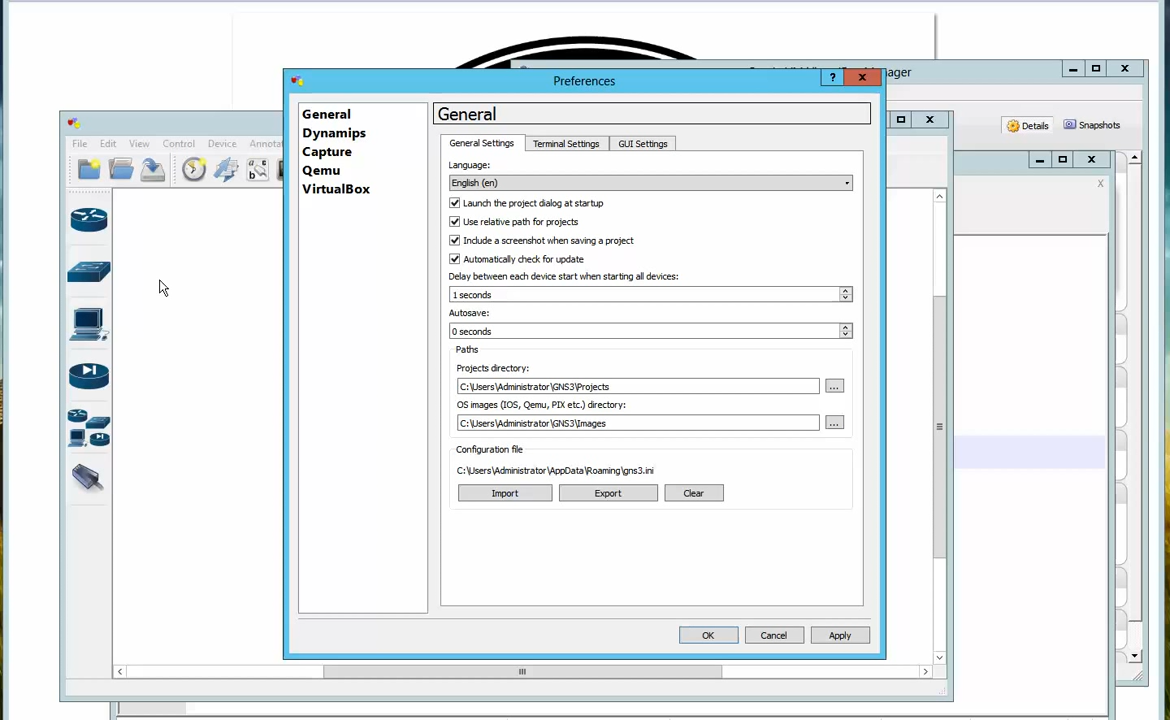 Preferences
?
X
nager
Details
Snapshots
File Edit View Control Device Annotat
X
General
Dynamips
Capture
Qemu
VirtualBox
General
General Settings Terminal Settings GUI Settings
Language:
English (en)
Launch the project dialog at startup
Use relative path for projects
Include a screenshot when saving a project
Automatically check for update
Delay between each device start when starting all devices:
1 seconds
Autosave:
0 seconds
Paths
Projects directory:
C:\Users\Administrator\GNS3\Projects
...
OS images (IOS, Qemu, PIX etc.) directory:
C:\Users\Administrator\GNS3\Images
...
Configuration file
C:\Users\Administrator\AppData\Roaming\gns3.ini
Import Export Clear
OK Cancel Apply